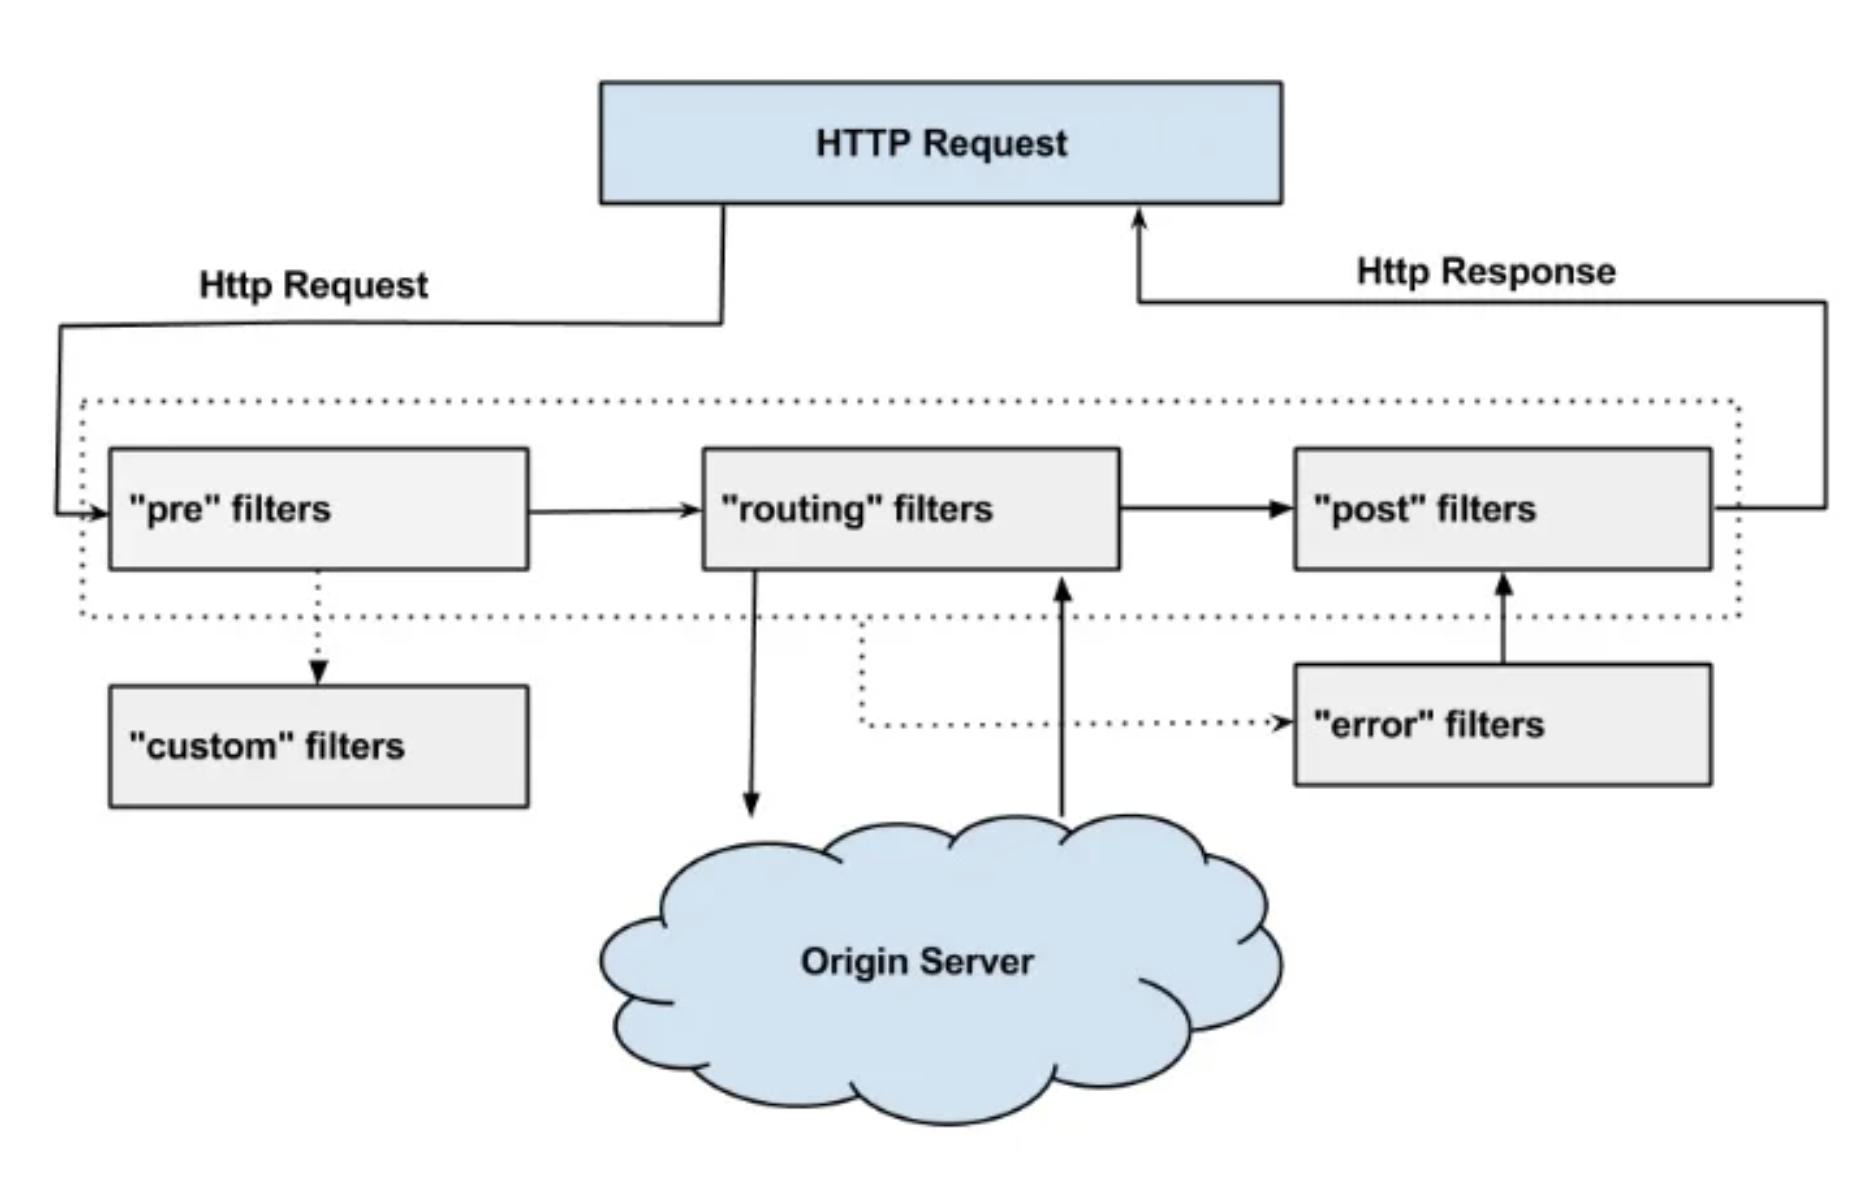 HTTP Request
Http Request
Http Response
"pre" filters
"routing" filters
"post" filters
"custom" filters
"error" filters
Origin Server